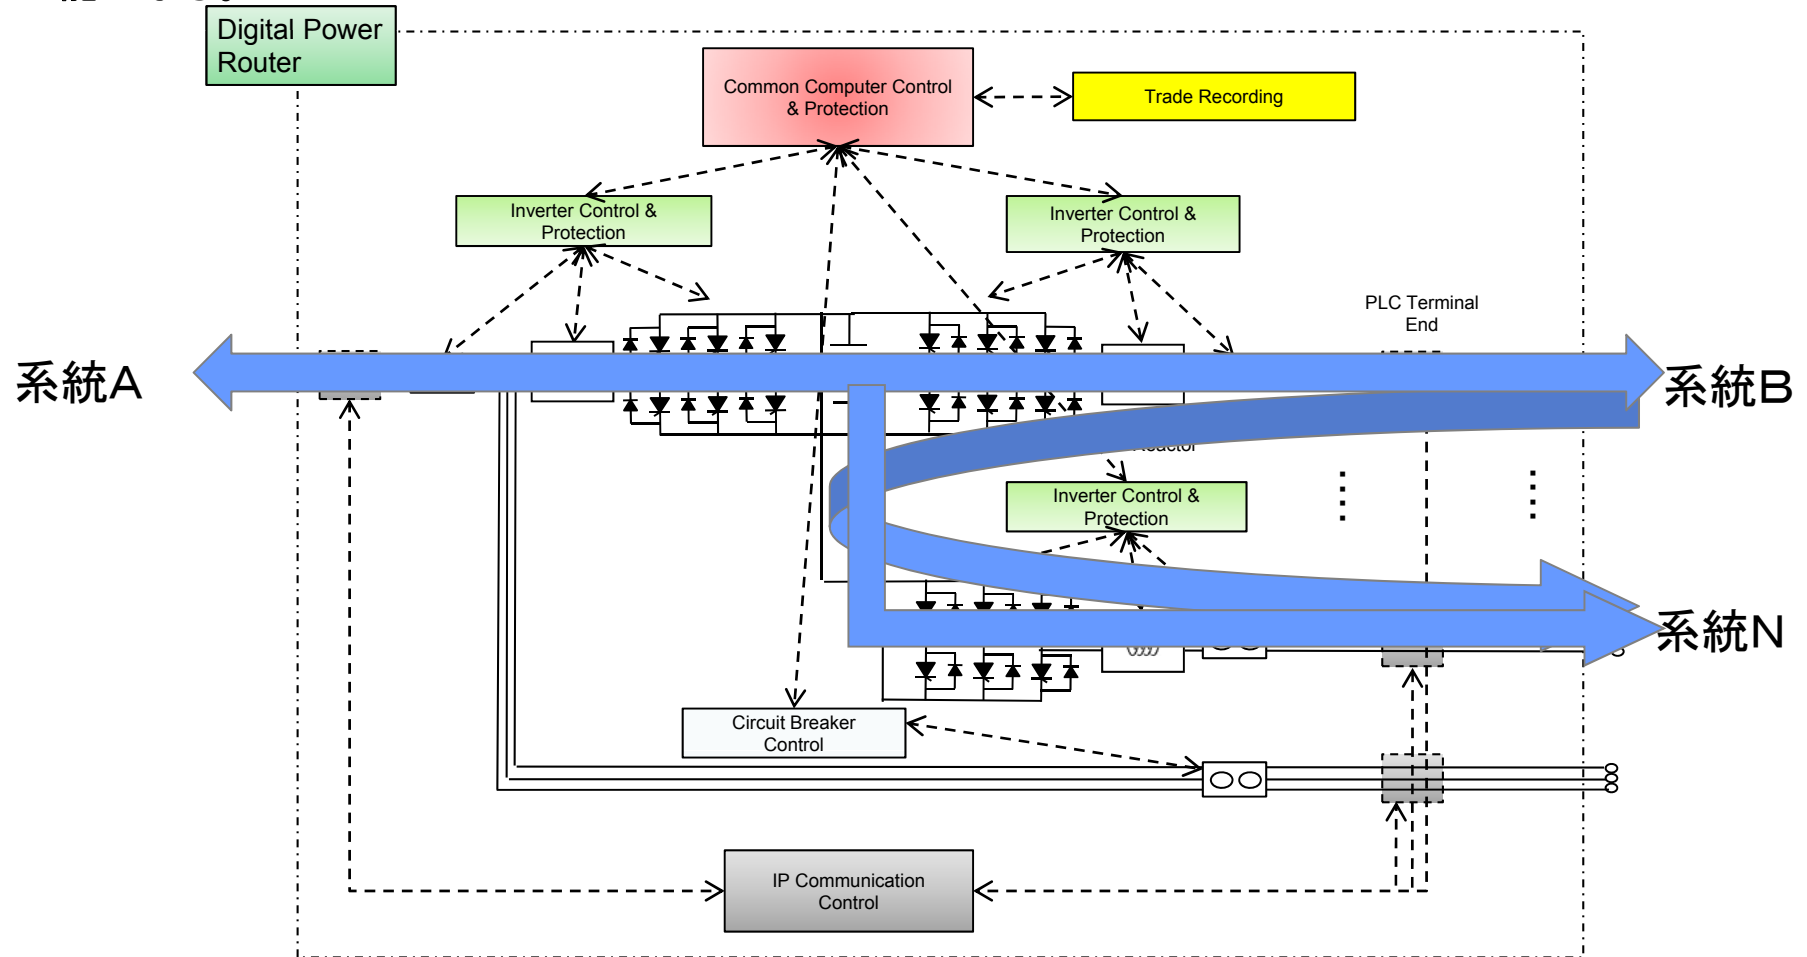 Digital Power
Router
Common Computer Control
& Protection
Trade Recording
Inverter Control &
Protection
Inverter Control &
Protection
PLC Terminal
End
系統A
系統B
Inverter Control &
Protection
系統N
Circuit Breaker
Control
IP Communication
Control